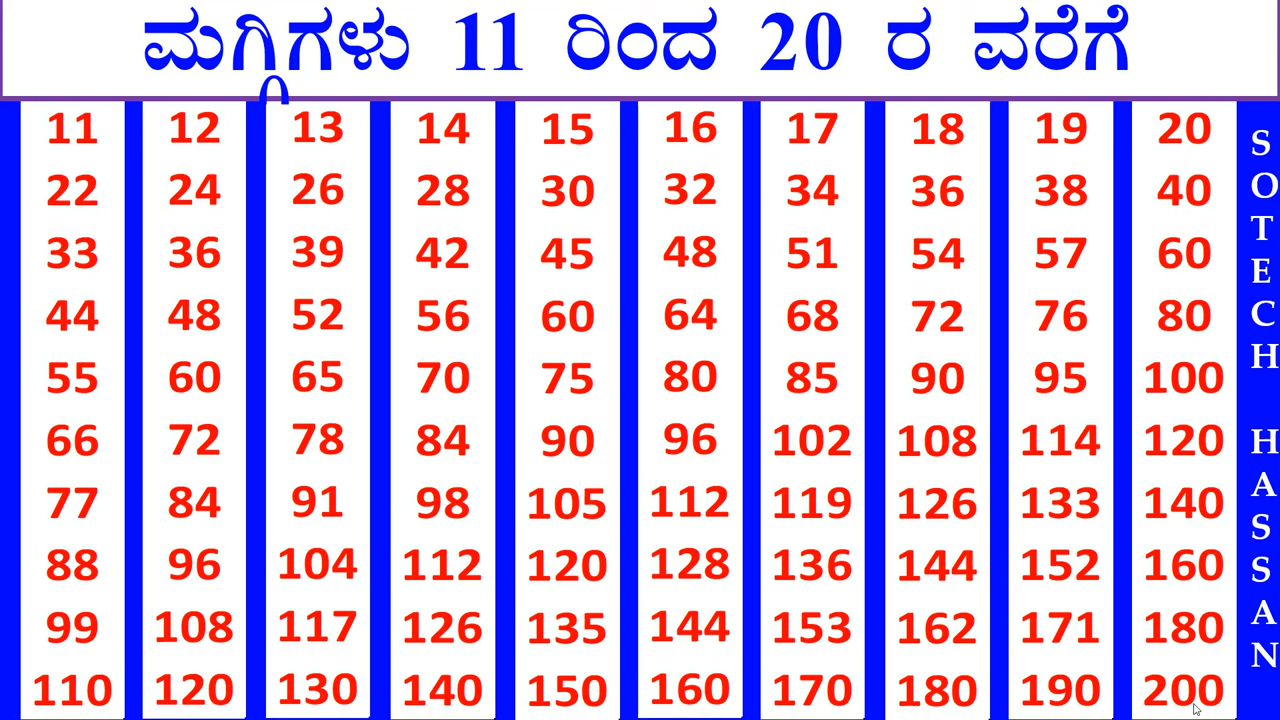 ಮಗ್ಗಿಗಳು 11 ರಿಂದ 20 ರ ವರೆಗೆ
11 12 13 14 15 16 17 18 19 20
22 24 26 28 30 32 34 36 38 40
33 36 39 42 45 48 51 54 57 60
44 48 52 56 60 64 68 72 76 80
55 60 65 70 75 80 85 90 95 100
66 72 78 84 90 96 102 108 114 120
77 84 91 98 105 112 119 126 133 140
88 96 104 112 120 128 136 144 152 160
99 108 117 126 135 144 153 162 171 180
110 120 130 140 150 160 170 180 190 200
SOTECH HASSAN